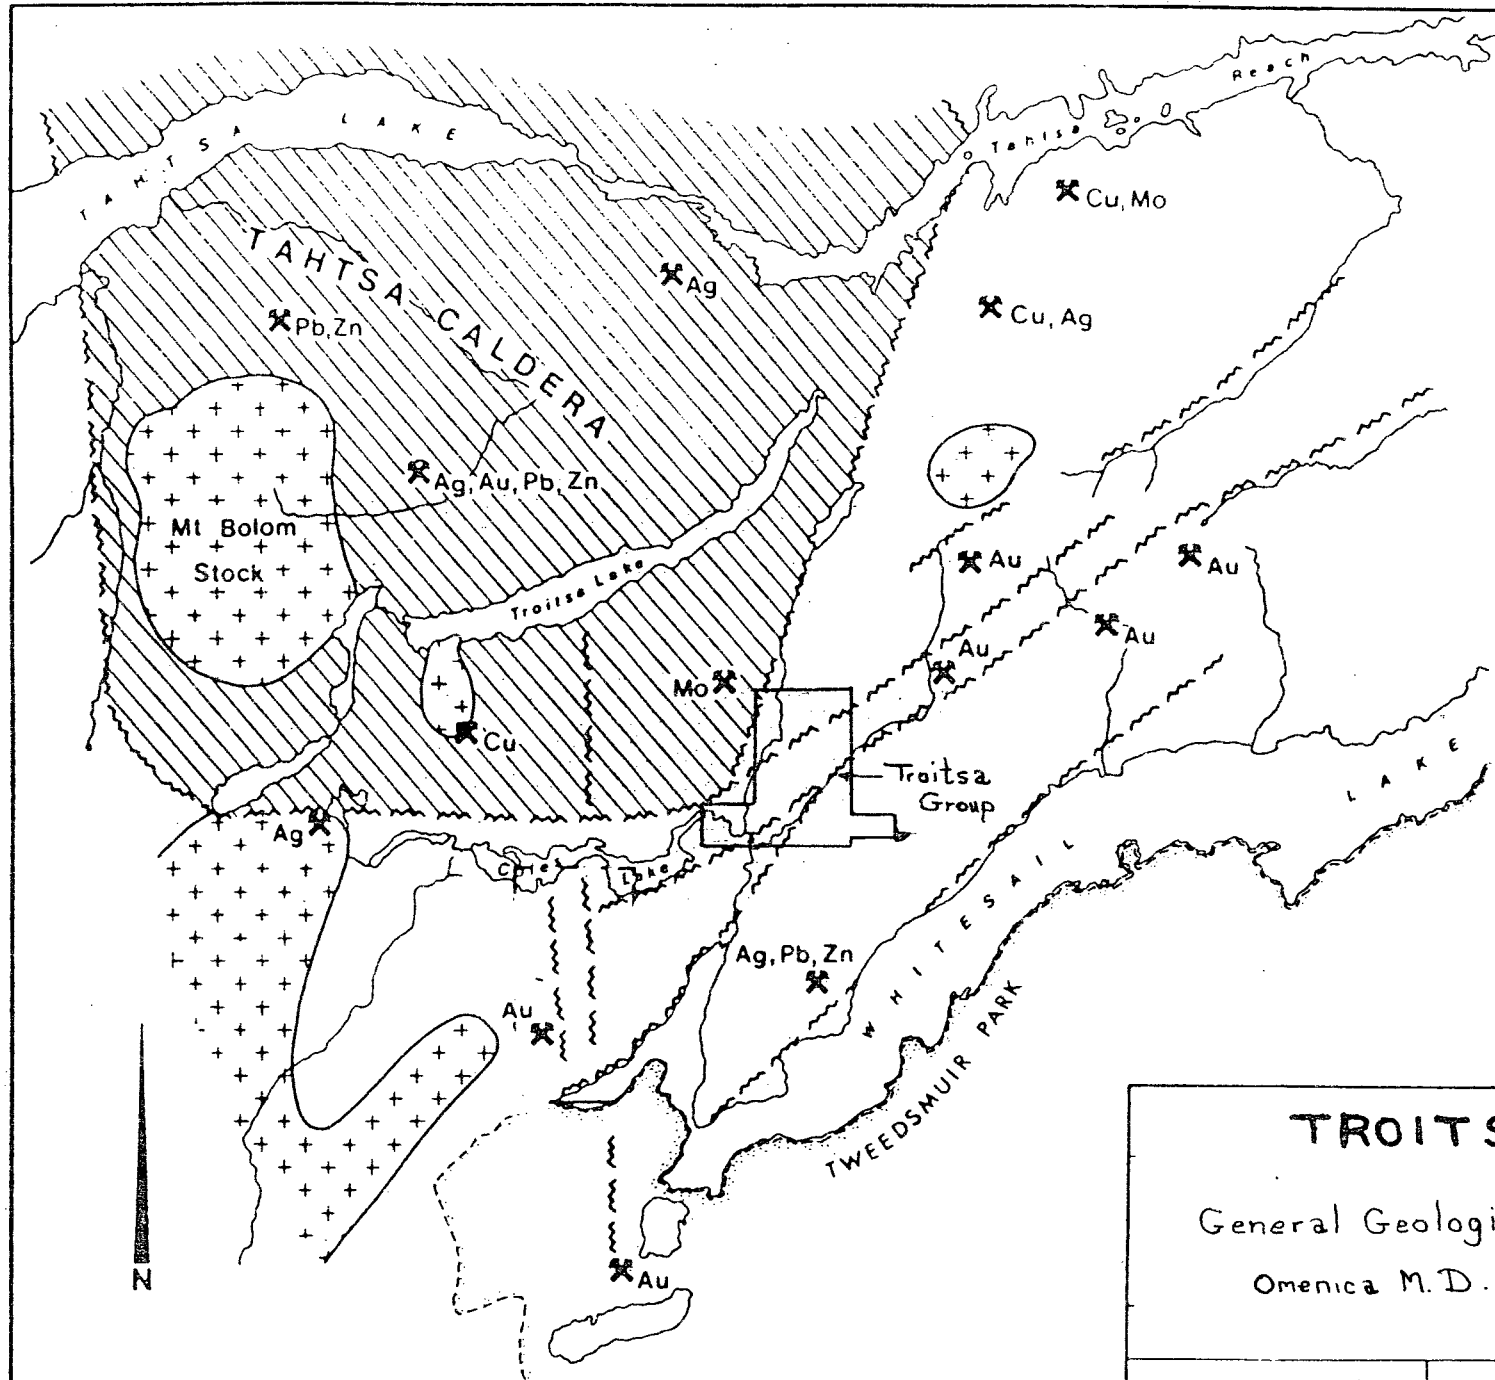 Reach
Tahtsa
TAHTSA LAKE
Cu, Mo
TAHTSA CALDERA
Ag
Pb, Zn
Cu, Ag
Ag, Au, Pb, Zn
Mt Bolom
Stock
Troitsa Lake
Au
Au
Au
Au
Mo
Cu
Troitsa
Group
Ag
Coles Lake
WHITESAIL LAKE
Ag, Pb, Zn
Au
TWEEDSMUIR PARK
N
Au
TROITS
General Geologi
Omenica M.D.